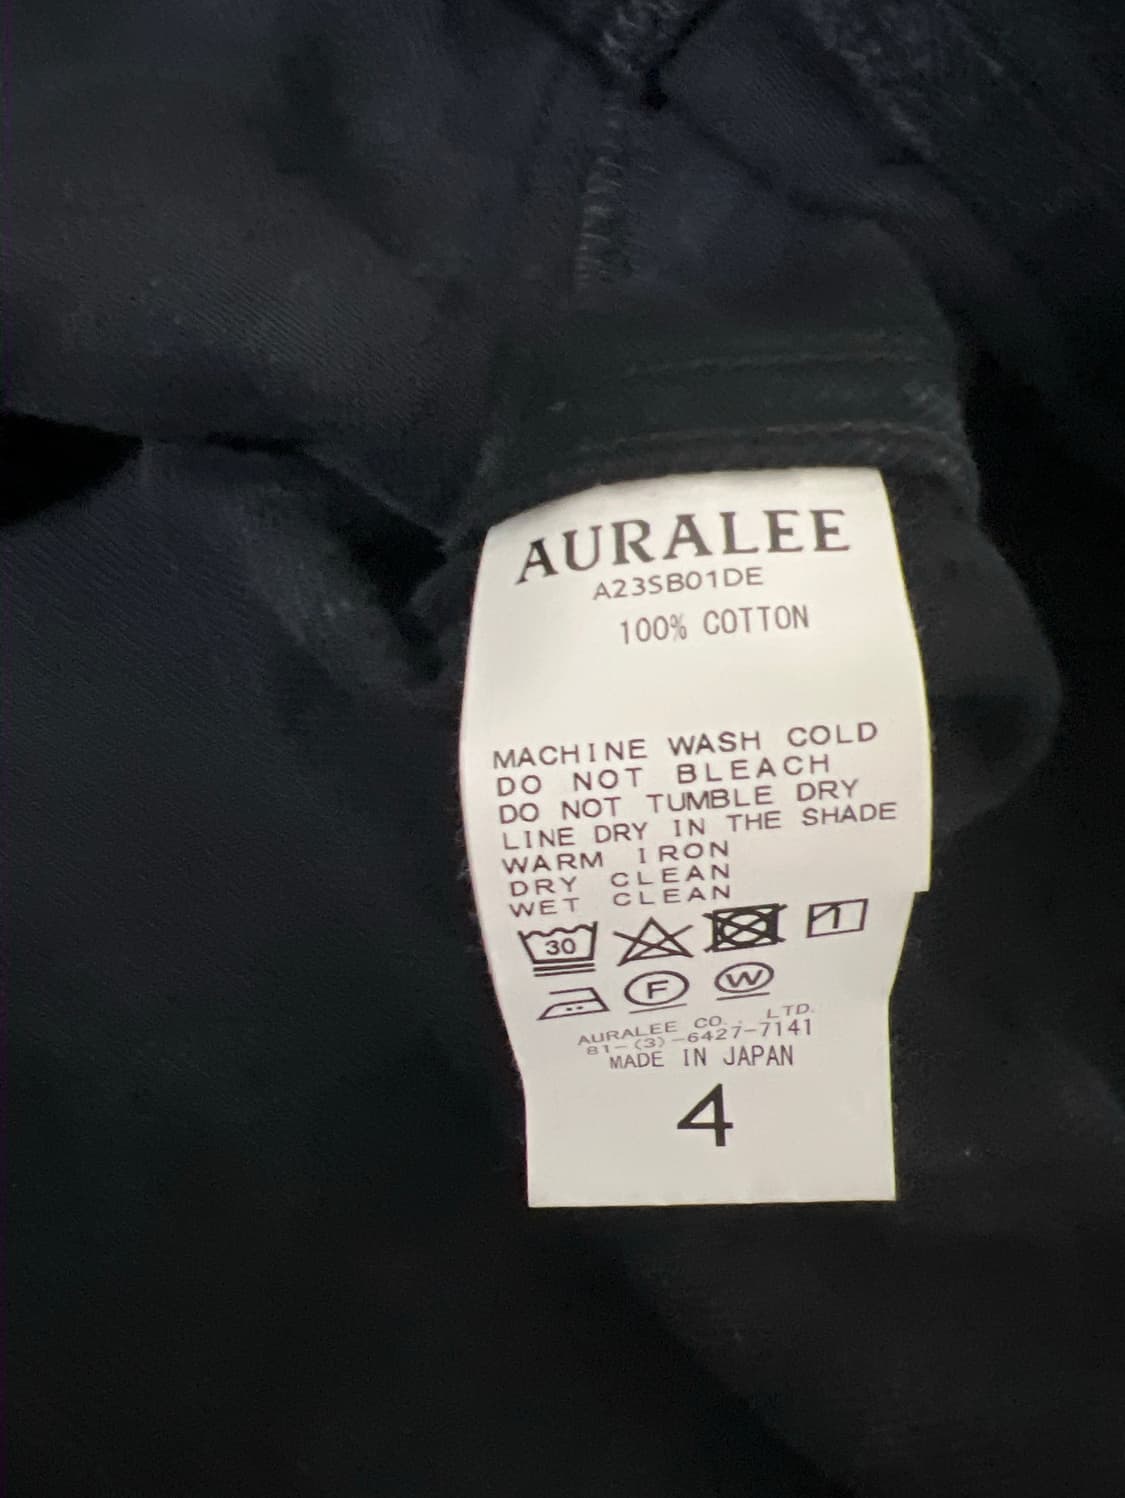 AURALEE
A23SB01DE
100% COTTON
MACHINE WASH COLD
DO NOT BLEACH
DO NOT TUMBLE DRY
LINE DRY IN THE SHADE
WARM IRON
DRY CLEAN
WET CLEAN
30
F W
AURALEE CO., LTD.
81-(3)-6427-7141
MADE IN JAPAN
4